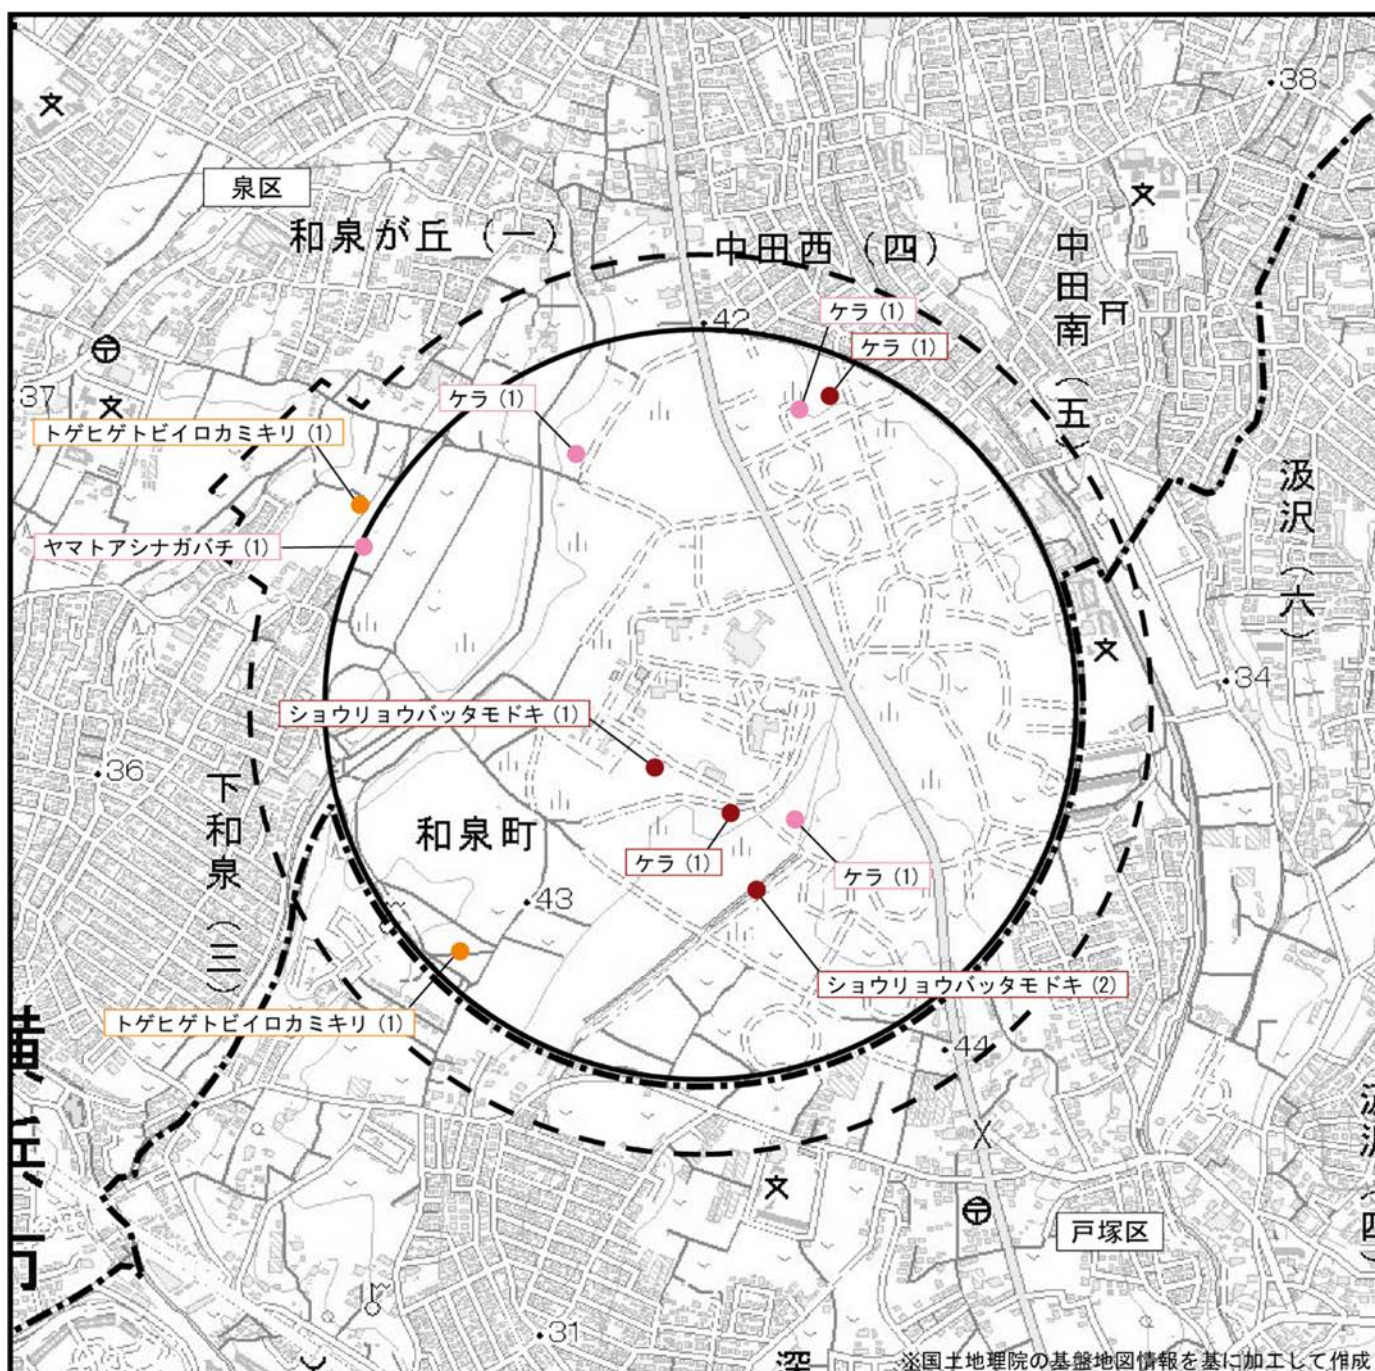 38
泉区
和泉が丘（一）
中田西（四）
中田南（五）
42
ケラ (1)
ケラ (1)
37
ケラ (1)
トゲヒゲトビイロカミキリ (1)
汲沢（六）
ヤマトアシナガバチ (1)
34
ショウリョウバッタモドキ (1)
36
下和泉（三）
和泉町
ケラ (1)
ケラ (1)
43
ショウリョウバッタモドキ (2)
トゲヒゲトビイロカミキリ (1)
44
戸塚区
31
※国土地理院の基盤地図情報を基に加工して作成